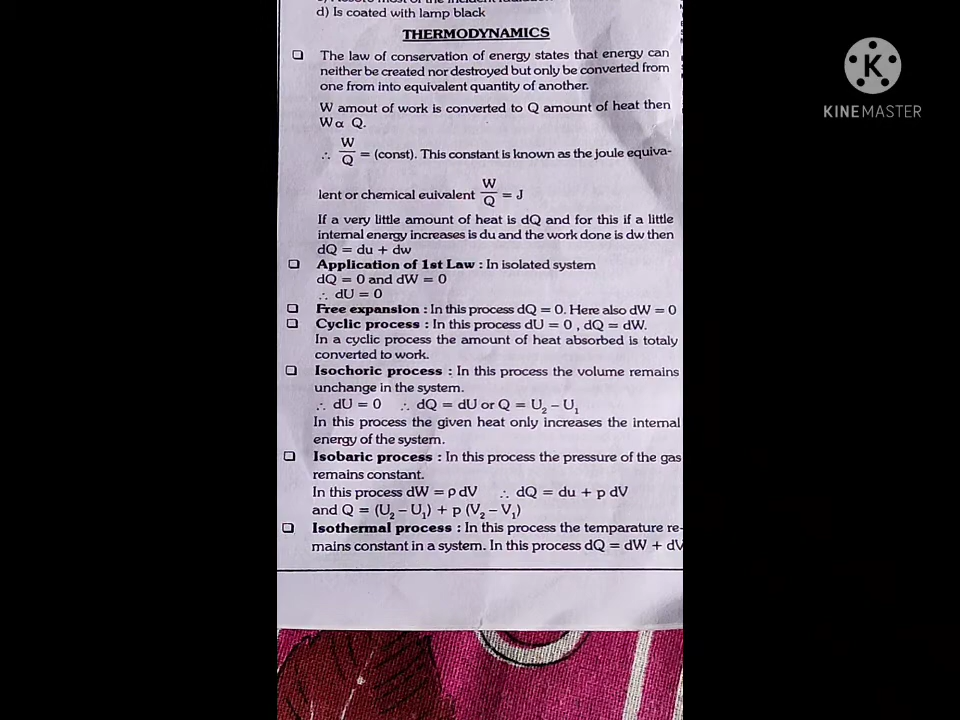 d) Is coated with lamp black
THERMODYNAMICS
❑ The law of conservation of energy states that energy can
neither be created nor destroyed but only be converted from
one from into equivalent quantity of another.
W amout of work is converted to Q amount of heat then
W α Q.
∴ W/Q = (const). This constant is known as the joule equiva-
lent or chemical euivalent W/Q = J
If a very little amount of heat is dQ and for this if a little
internal energy increases is du and the work done is dw then
dQ = du + dw
❑ Application of 1st Law : In isolated system
dQ = 0 and dW = 0
∴ dU = 0
❑ Free expansion : In this process dQ = 0. Here also dW = 0
❑ Cyclic process : In this process dU = 0 , dQ = dW.
In a cyclic process the amount of heat absorbed is totaly
converted to work.
❑ Isochoric process : In this process the volume remains
unchange in the system.
∴ dU = 0 ∴ dQ = dU or Q = U₂ – U₁
In this process the given heat only increases the internal
energy of the system.
❑ Isobaric process : In this process the pressure of the gas
remains constant.
In this process dW = ρ dV ∴ dQ = du + p dV
and Q = (U₂ – U₁) + p (V₂ – V₁)
❑ Isothermal process : In this process the temparature re-
mains constant in a system. In this process dQ = dW + dV
K
KINEMASTER